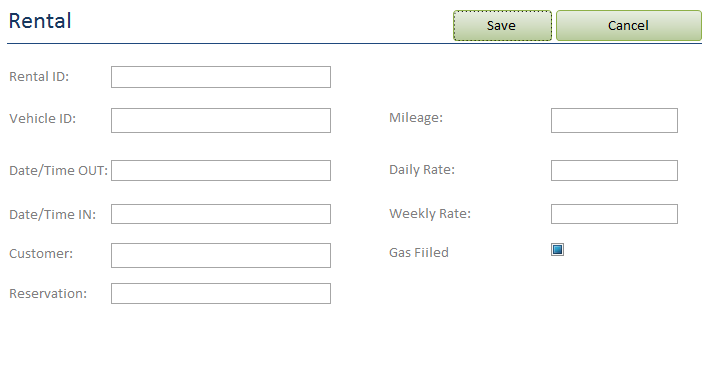 Rental
Save
Cancel
Rental ID:
Vehicle ID:
Mileage:
Date/Time OUT:
Daily Rate:
Date/Time IN:
Weekly Rate:
Customer:
Gas Fiiled
Reservation: